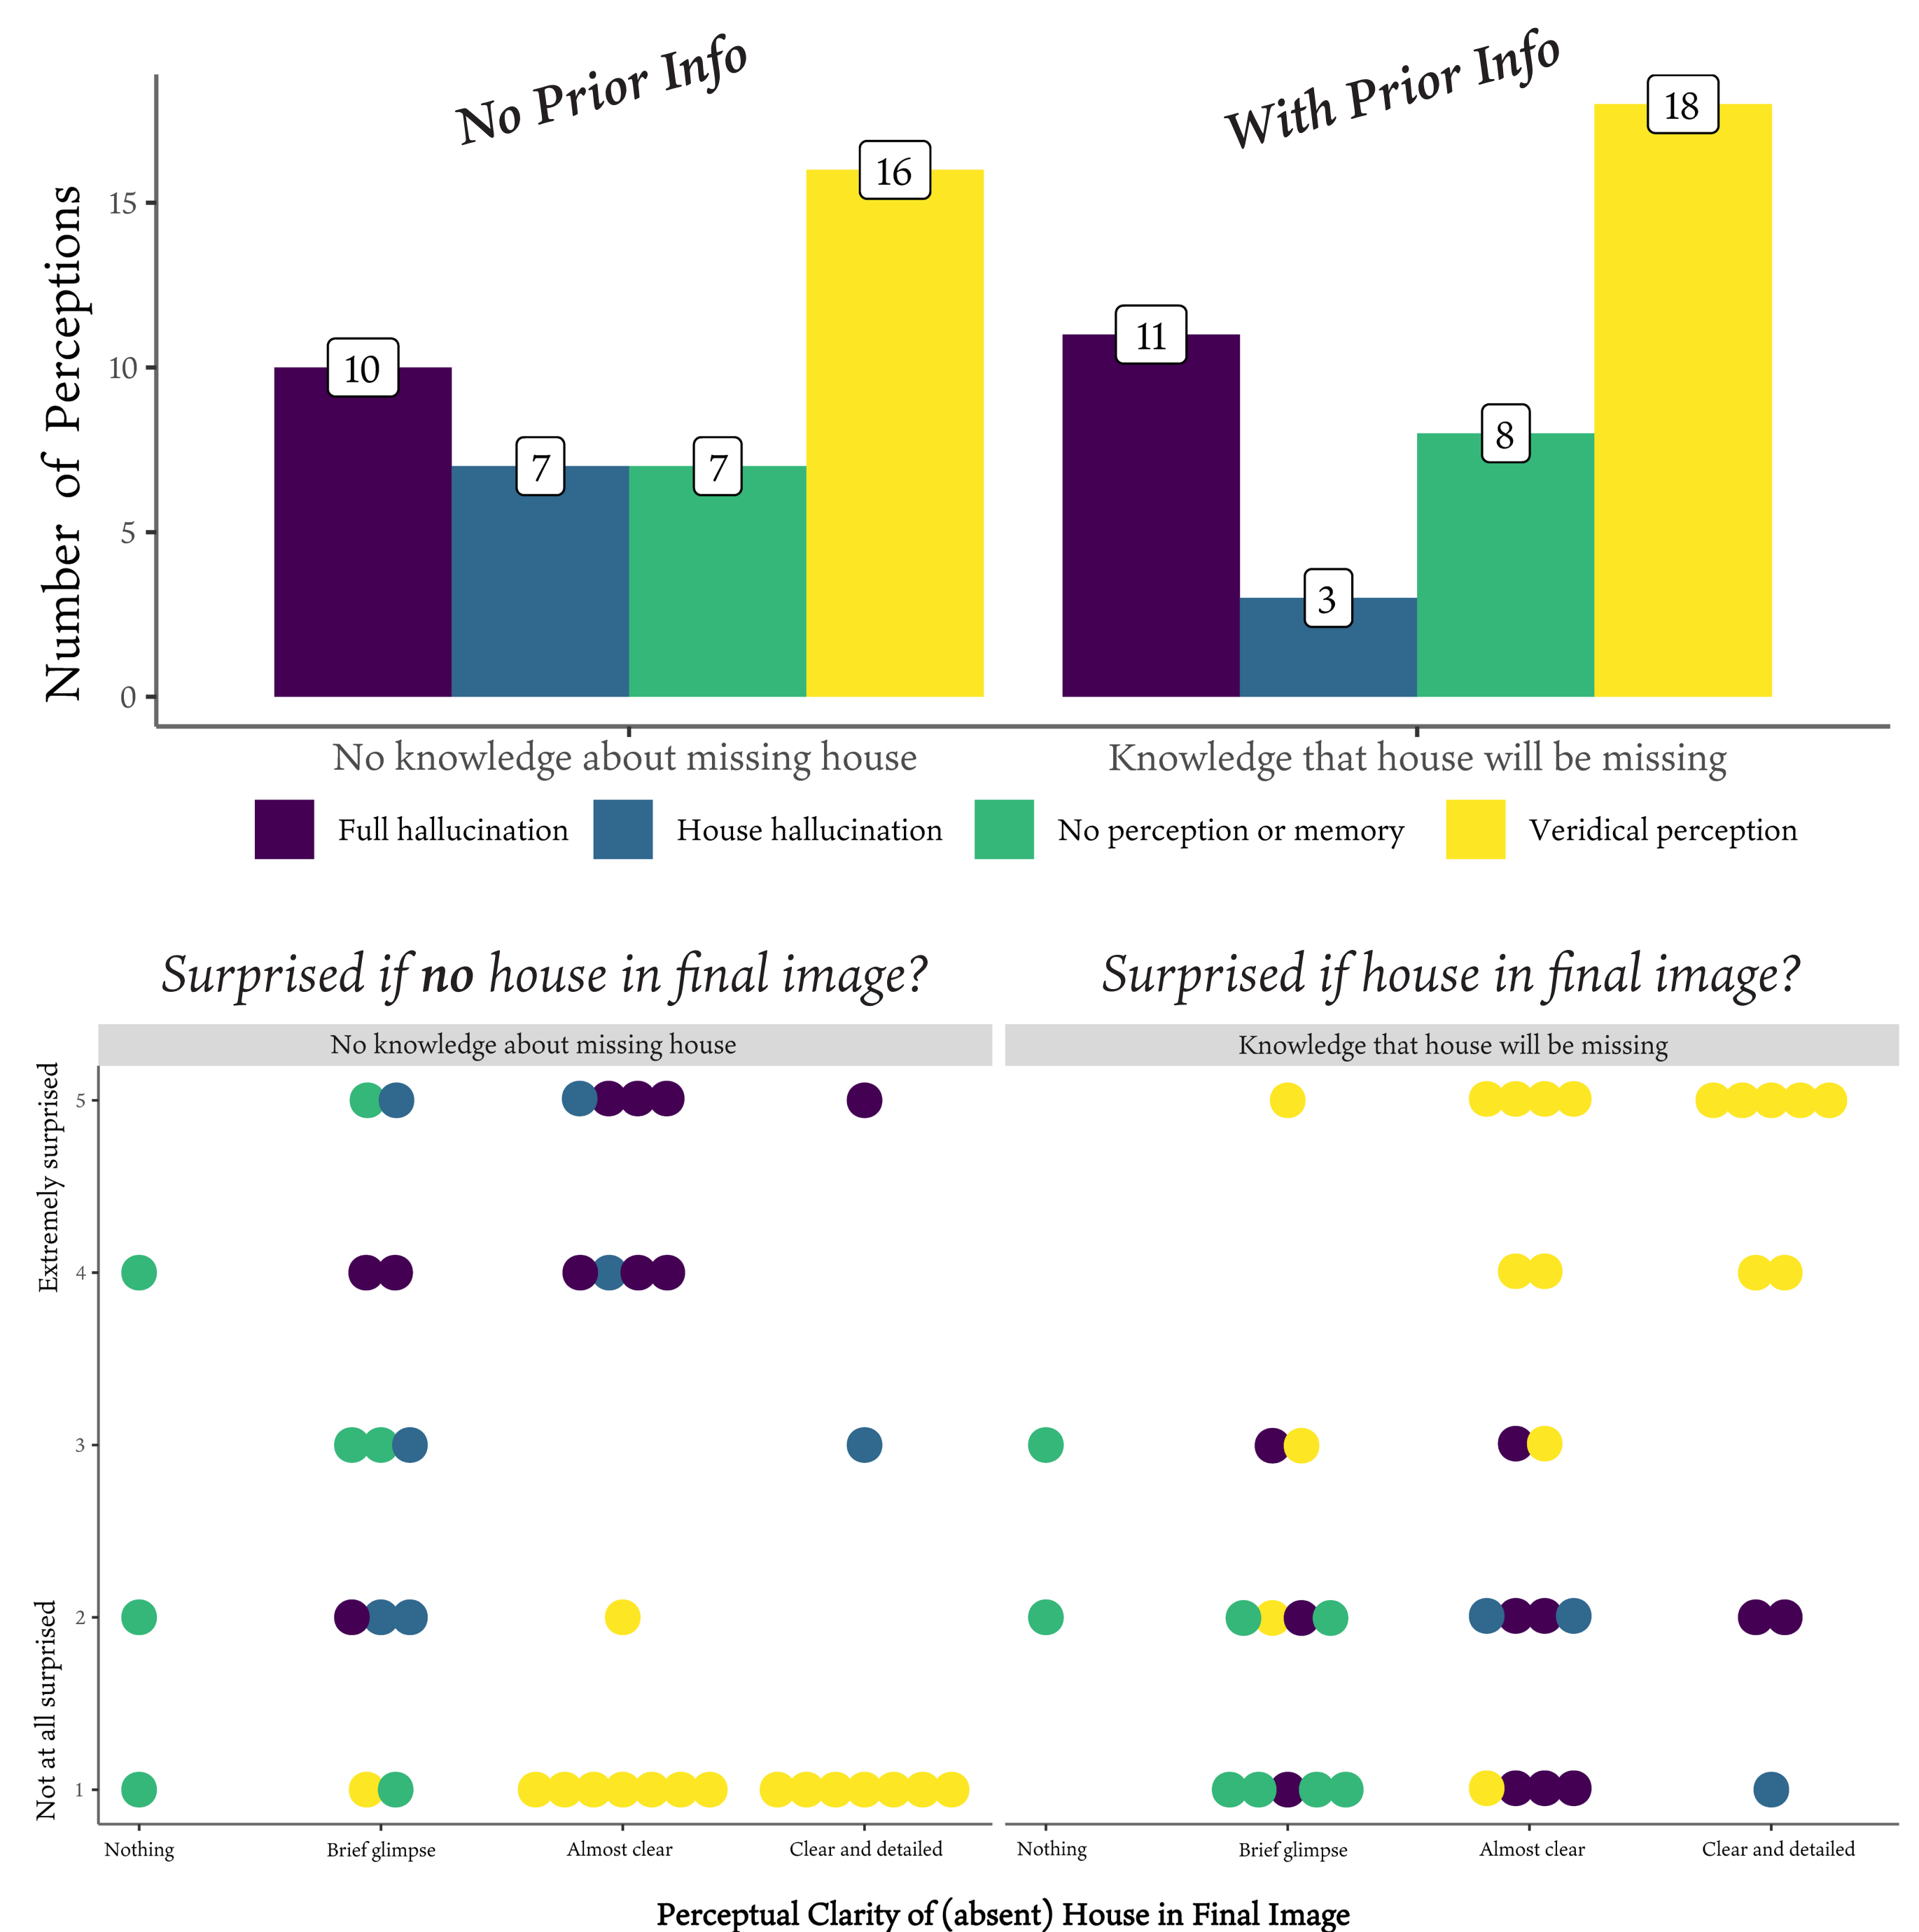 No Prior Info
With Prior Info
Number of Perceptions
15
10
5
0
10
7
7
16
11
3
8
18
No knowledge about missing house
Knowledge that house will be missing
Full hallucination
House hallucination
No perception or memory
Veridical perception
Surprised if no house in final image?
Surprised if house in final image?
No knowledge about missing house
Knowledge that house will be missing
Extremely surprised
Not at all surprised
5
4
3
2
1
Nothing
Brief glimpse
Almost clear
Clear and detailed
Nothing
Brief glimpse
Almost clear
Clear and detailed
Perceptual Clarity of (absent) House in Final Image